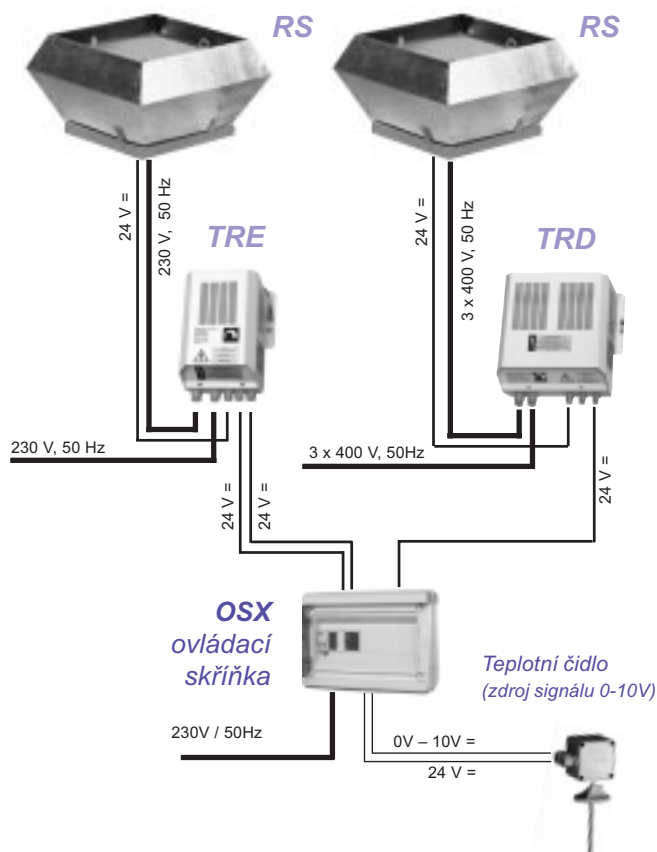 RS
RS
24 V =
230 V, 50 Hz
24 V =
3 x 400 V, 50 Hz
TRE
TRD
230 V, 50 Hz
3 x 400 V, 50Hz
24 V =
24 V =
24 V =
OSX
ovládací
skříňka
Teplotní čidlo
(zdroj signálu 0-10V)
230V / 50Hz
0V – 10V =
24 V =